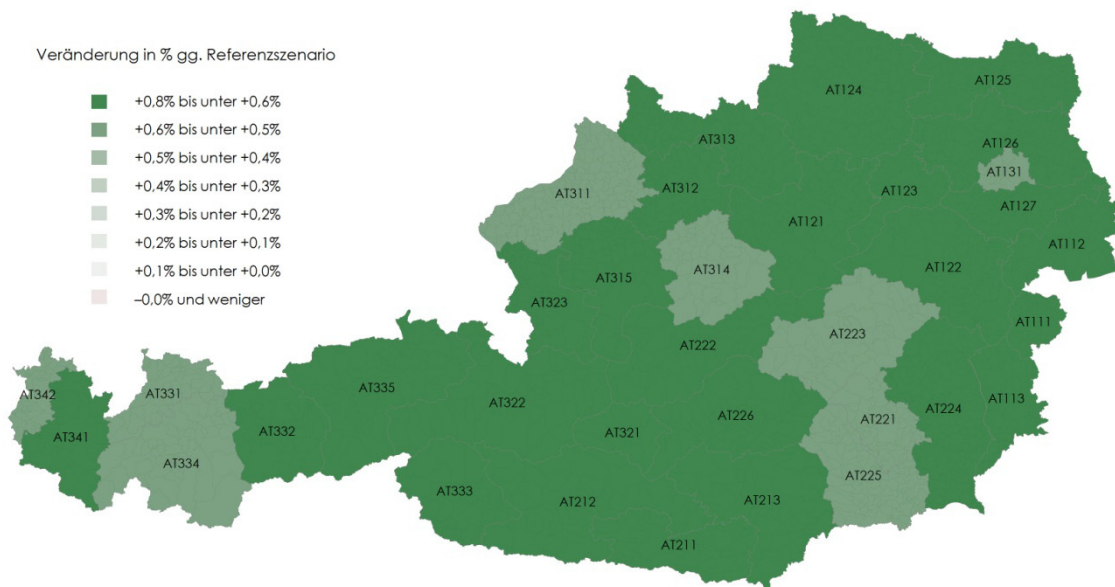 Veränderung in % gg. Referenzszenario
+0,8% bis unter +0,6%
+0,6% bis unter +0,5%
+0,5% bis unter +0,4%
+0,4% bis unter +0,3%
+0,3% bis unter +0,2%
+0,2% bis unter +0,1%
+0,1% bis unter +0,0%
–0,0% und weniger
AT125
AT124
AT126
AT313
AT131
AT311
AT312
AT123
AT127
AT121
AT112
AT314
AT122
AT315
AT323
AT111
AT223
AT222
AT335
AT342
AT331
AT322
AT113
AT224
AT226
AT221
AT332
AT321
AT341
AT334
AT225
AT333
AT212
AT213
AT211